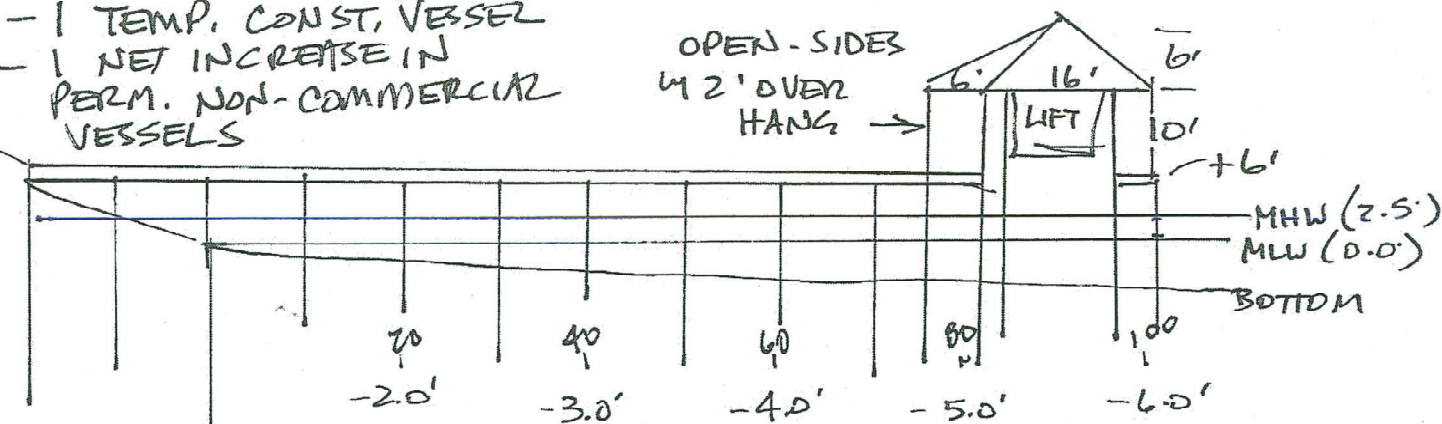 - 1 TEMP. CONST. VESSEL
- 1 NET INCREASE IN
PERM. NON-COMMERCIAL
VESSELS
OPEN-SIDES
W 2' OVER
HANG
6'
16'
6'
LIFT
10'
+6'
MHW (2.5')
MLW (0.0')
BOTTOM
20
40
60
80
100
-2.0'
-3.0'
-4.0'
-5.0'
-6.0'